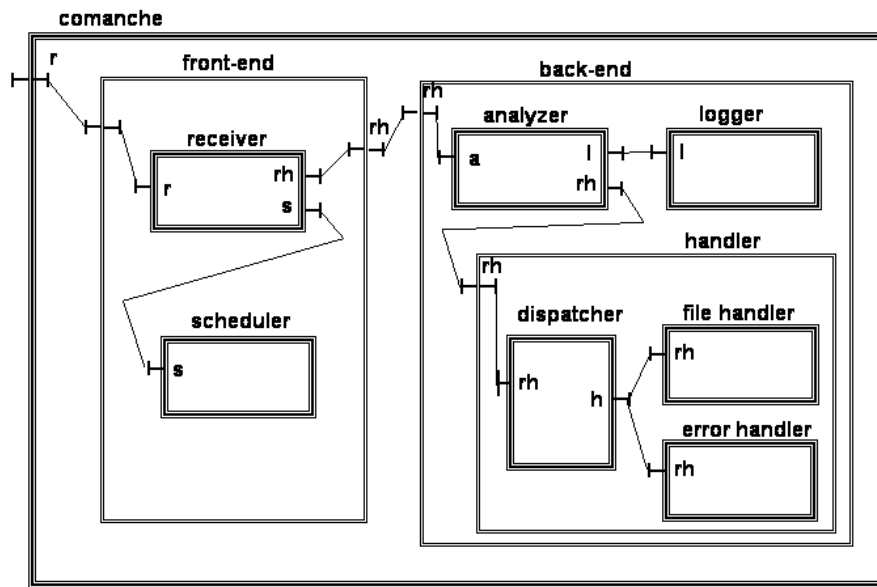 comanche
r
front-end
back-end
rh
receiver
rh
analyzer
logger
r
rh
s
a
l
rh
l
handler
rh
scheduler
s
dispatcher
file handler
rh
h
rh
error handler
rh